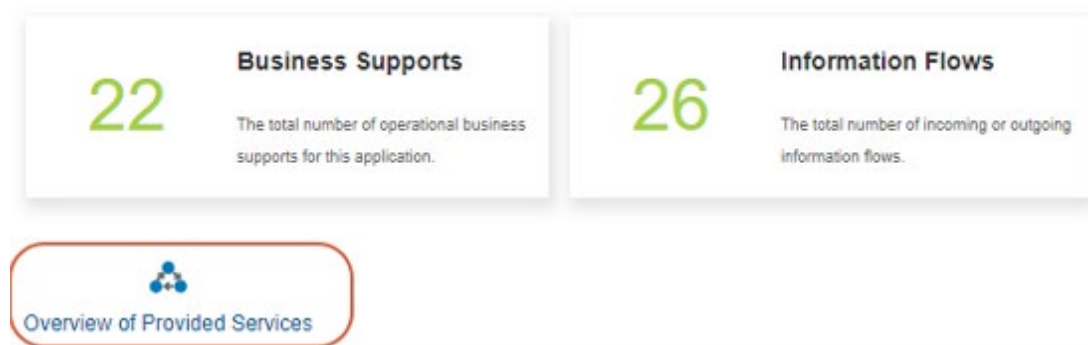 Business Supports
22
The total number of operational business
supports for this application.
Information Flows
26
The total number of incoming or outgoing
information flows.
Overview of Provided Services